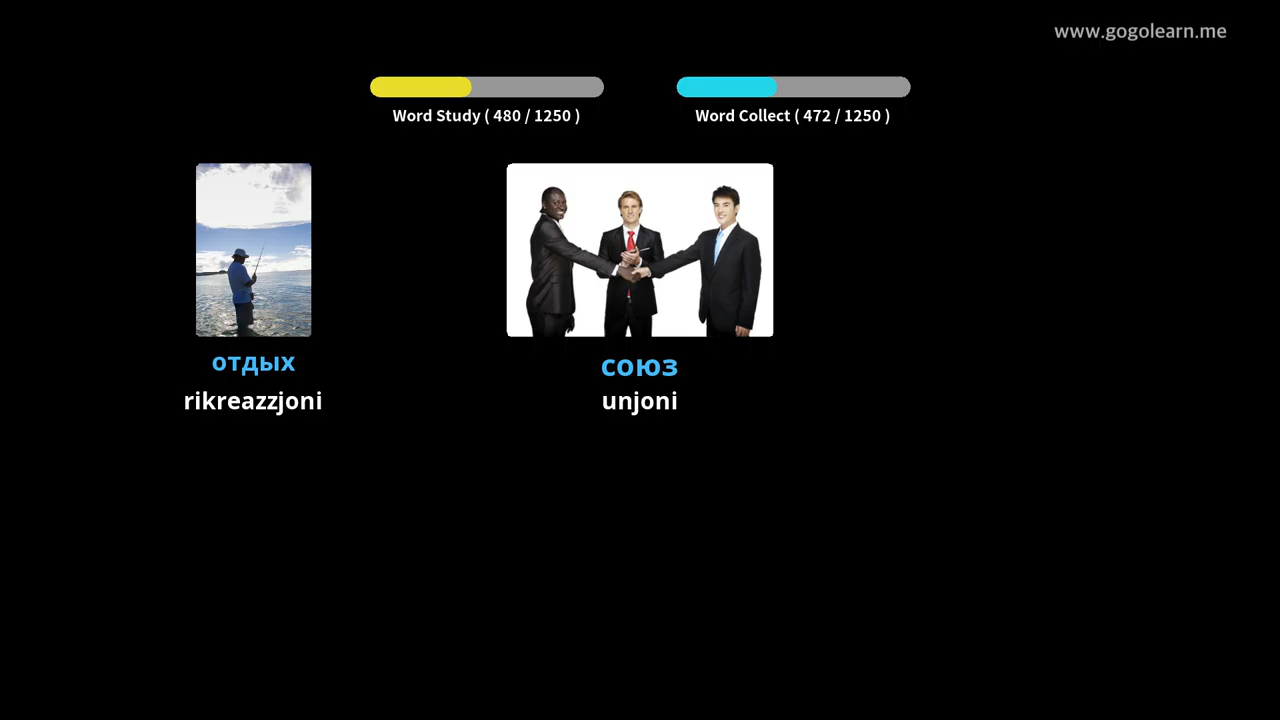 www.gogolearn.me
Word Study ( 480 / 1250 )
Word Collect ( 472 / 1250 )
отдых
союз
rikreazzjoni
unjoni